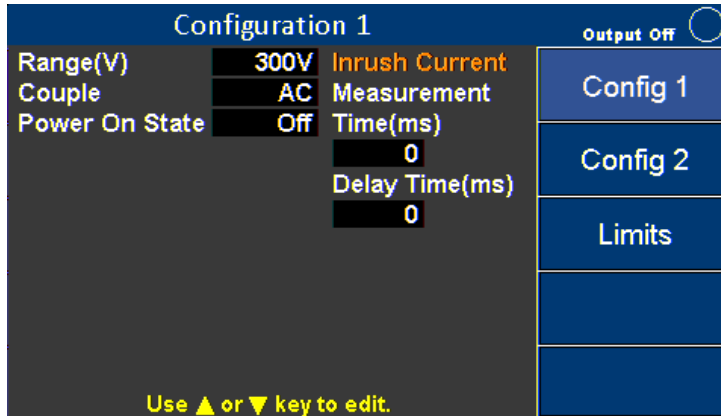 Configuration 1
Output Off
Range(V) 300V Inrush Current
Couple AC Measurement
Power On State Off Time(ms)
0
Delay Time(ms)
0
Config 1
Config 2
Limits
Use ▲ or ▼ key to edit.